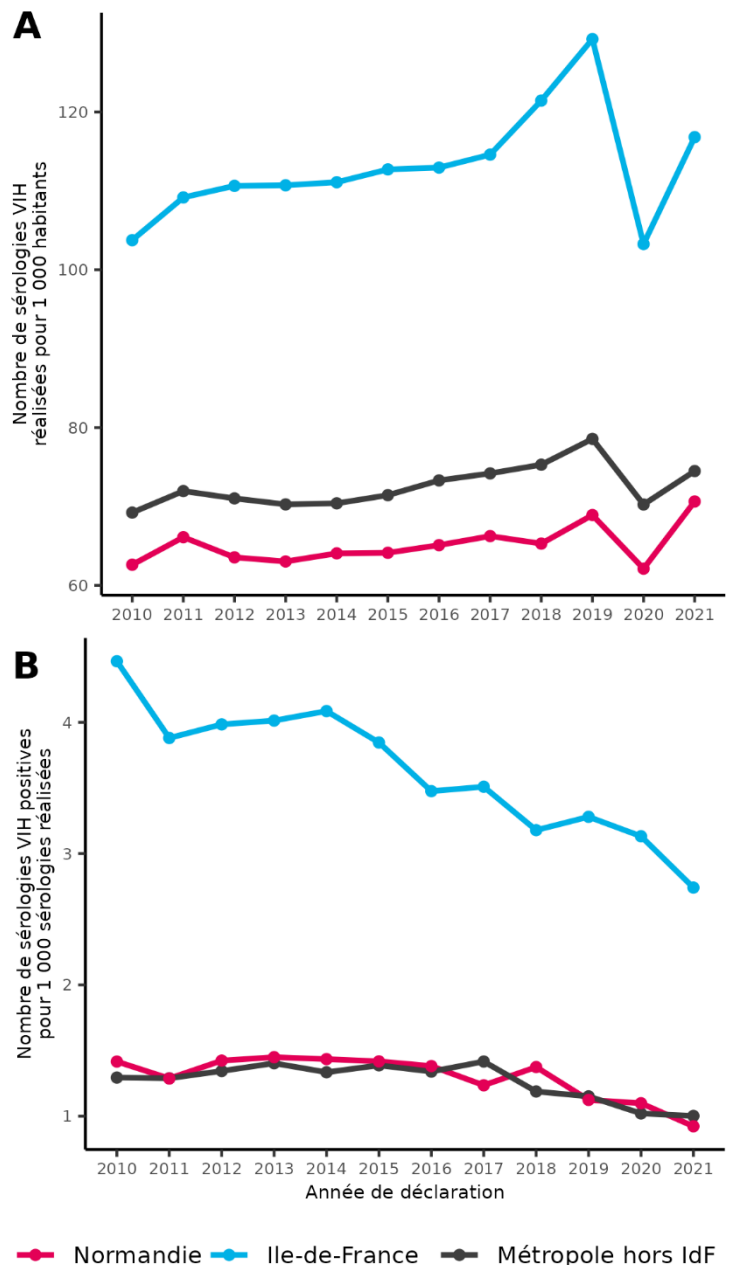 A
Nombre de sérologies VIH
réalisées pour 1 000 habitants
120
100
80
60
2010 2011 2012 2013 2014 2015 2016 2017 2018 2019 2020 2021
B
Nombre de sérologies VIH positives
pour 1 000 sérologies réalisées
4
3
2
1
2010 2011 2012 2013 2014 2015 2016 2017 2018 2019 2020 2021
Année de déclaration
Normandie Ile-de-France Métropole hors IdF